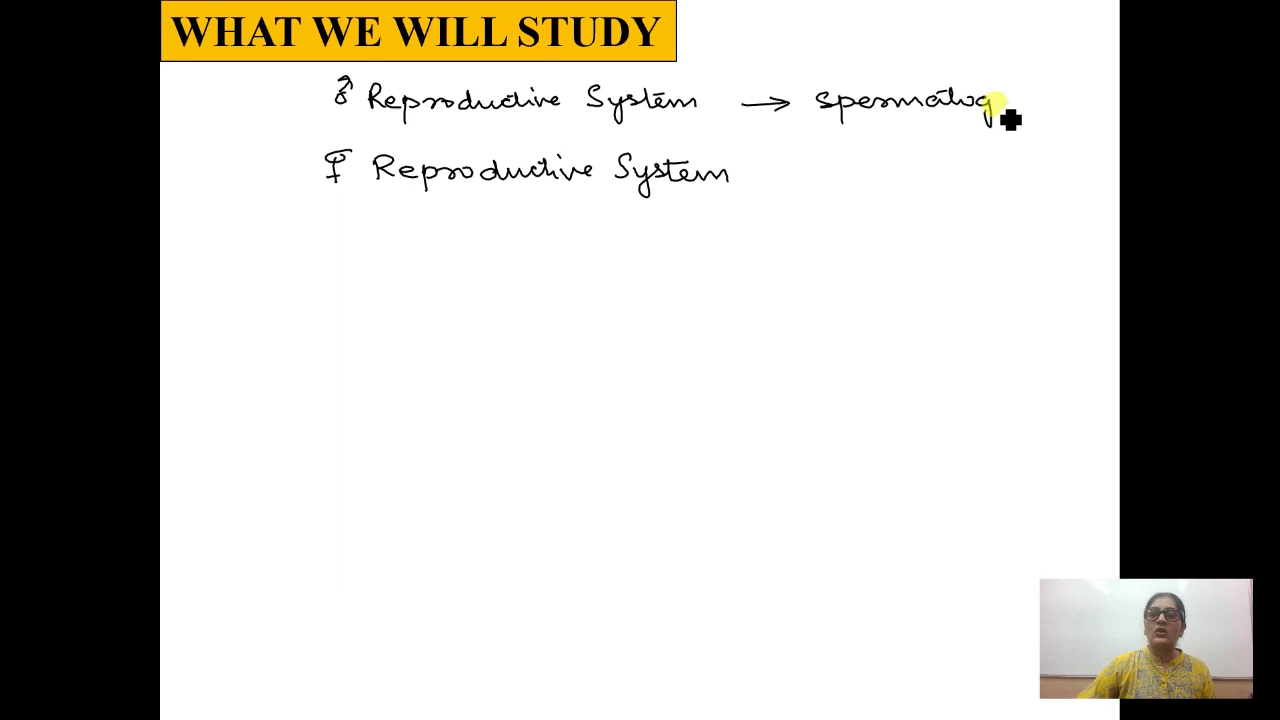 WHAT WE WILL STUDY
♂ Reproductive System → spermatog
♀ Reproductive System